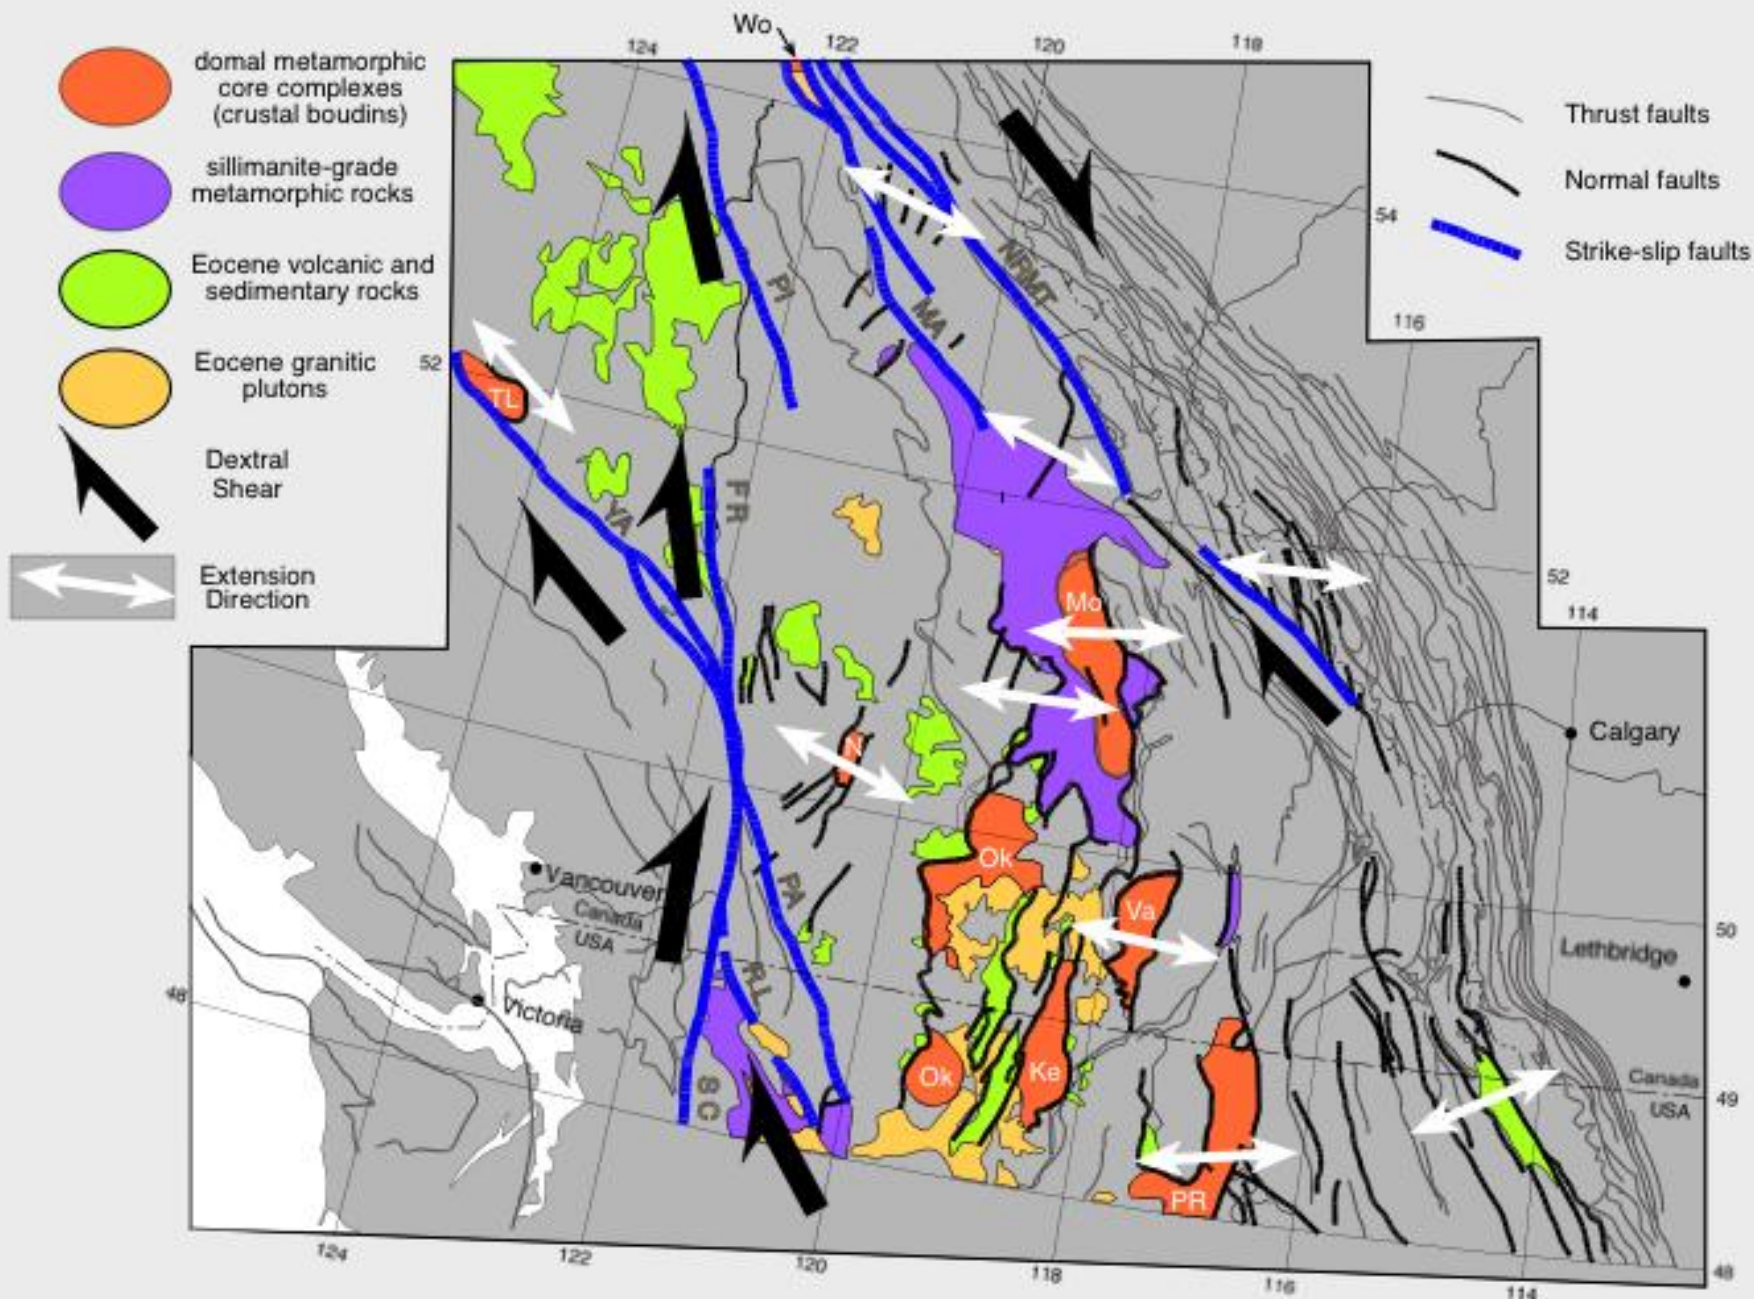 Wo
124
122
120
118
domal metamorphic
core complexes
(crustal boudins)
sillimanite-grade
metamorphic rocks
Eocene volcanic and
sedimentary rocks
Eocene granitic
plutons
Dextral
Shear
Extension
Direction
Thrust faults
Normal faults
Strike-slip faults
54
116
52
114
52
PI
NRMT
MA
TL
YA
FR
Mo
N
Calgary
Ok
PA
Va
Vancouver
Canada
USA
RL
Victoria
48
50
Lethbridge
Ok
Ke
SC
Canada
USA
49
PR
124
122
120
118
116
114
48